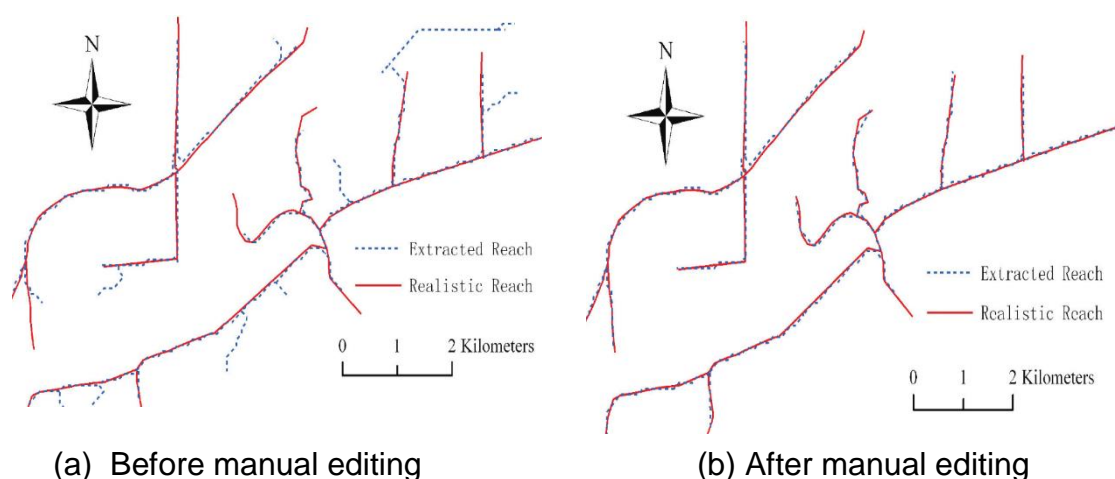 N
Extracted Reach
Realistic Reach
0 1 2 Kilometers
(a) Before manual editing
N
Extracted Reach
Realistic Reach
0 1 2 Kilometers
(b) After manual editing